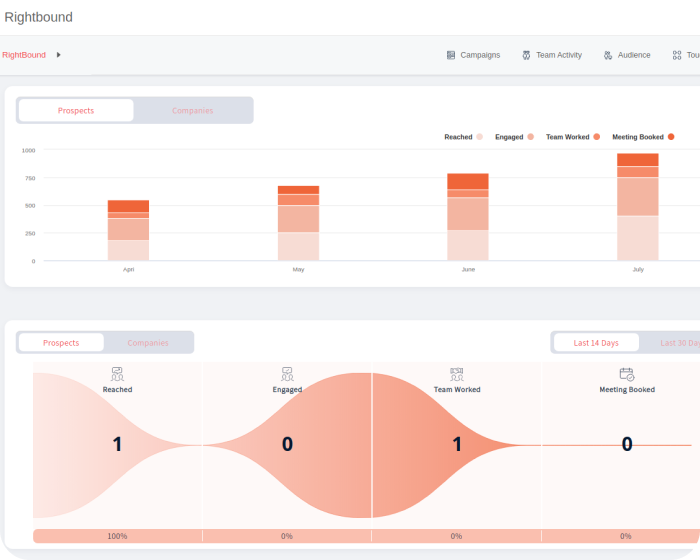 Rightbound
RightBound
Campaigns
Team Activity
Audience
Prospects
Companies
Reached
Engaged
Team Worked
Meeting Booked
1000
750
500
250
0
April
May
June
July
Prospects
Companies
Last 14 Days
Last 30
Reached
Engaged
Team Worked
Meeting Booked
1
0
1
0
100%
0%
0%
0%